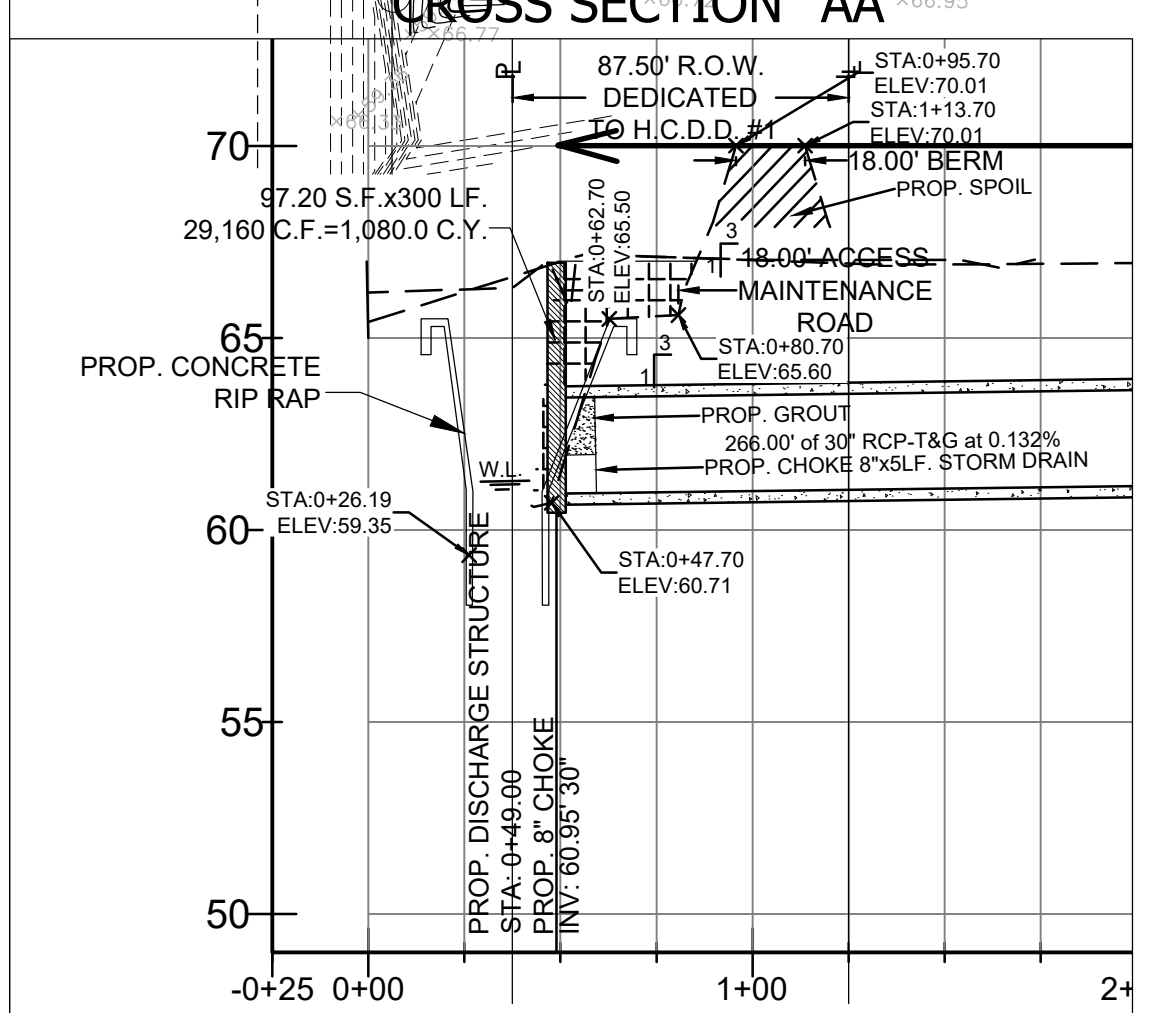 CROSS SECTION "AA"
×66.72
×66.95
×66.77
×59.35
×66.33
87.50' R.O.W.
DEDICATED
TO H.C.D.D. #1
STA:0+95.70
ELEV:70.01
STA:1+13.70
ELEV:70.01
70
18.00' BERM
PROP. SPOIL
97.20 S.F.x300 LF.
29,160 C.F.=1,080.0 C.Y.
STA:0+62.70
ELEV:65.50
3
1
18.00' ACCESS
MAINTENANCE
ROAD
65
PROP. CONCRETE
RIP RAP
STA:0+80.70
ELEV:65.60
3
1
PROP. GROUT
266.00' of 30" RCP-T&G at 0.132%
PROP. CHOKE 8"x5LF. STORM DRAIN
W.L.
STA:0+26.19
ELEV:59.35
60
STA:0+47.70
ELEV:60.71
PROP. DISCHARGE STRUCTURE
STA: 0+49.00
PROP. 8" CHOKE
INV: 60.95' 30"
55
50
-0+25
0+00
1+00
2+